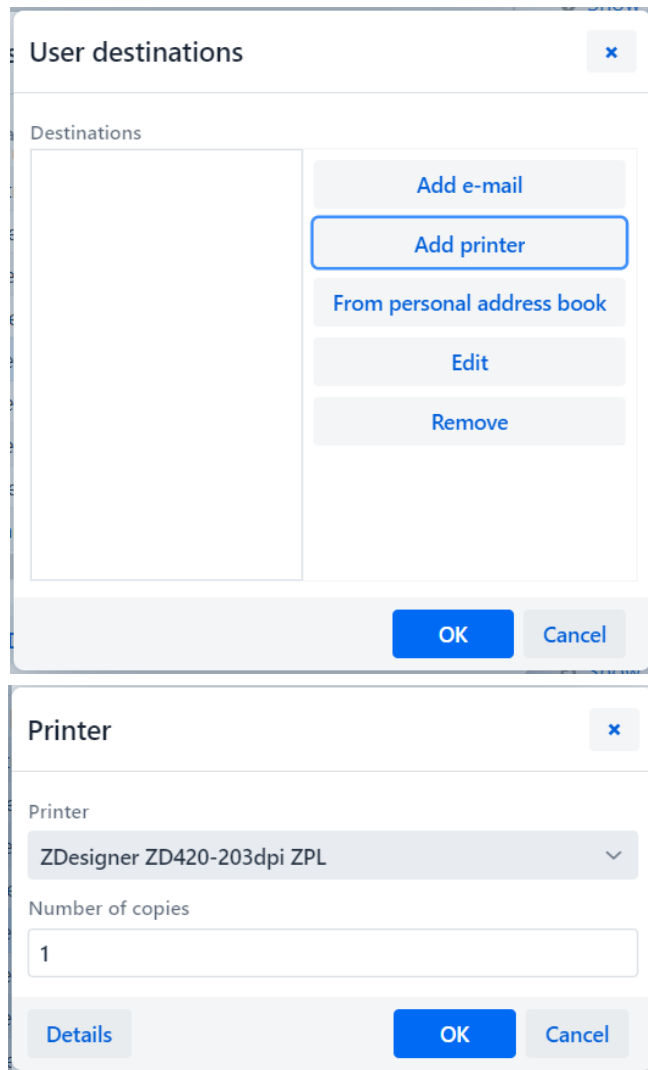 User destinations
Destinations
Add e-mail
Add printer
From personal address book
Edit
Remove
OK
Cancel
Printer
Printer
ZDesigner ZD420-203dpi ZPL
Number of copies
1
Details
OK
Cancel